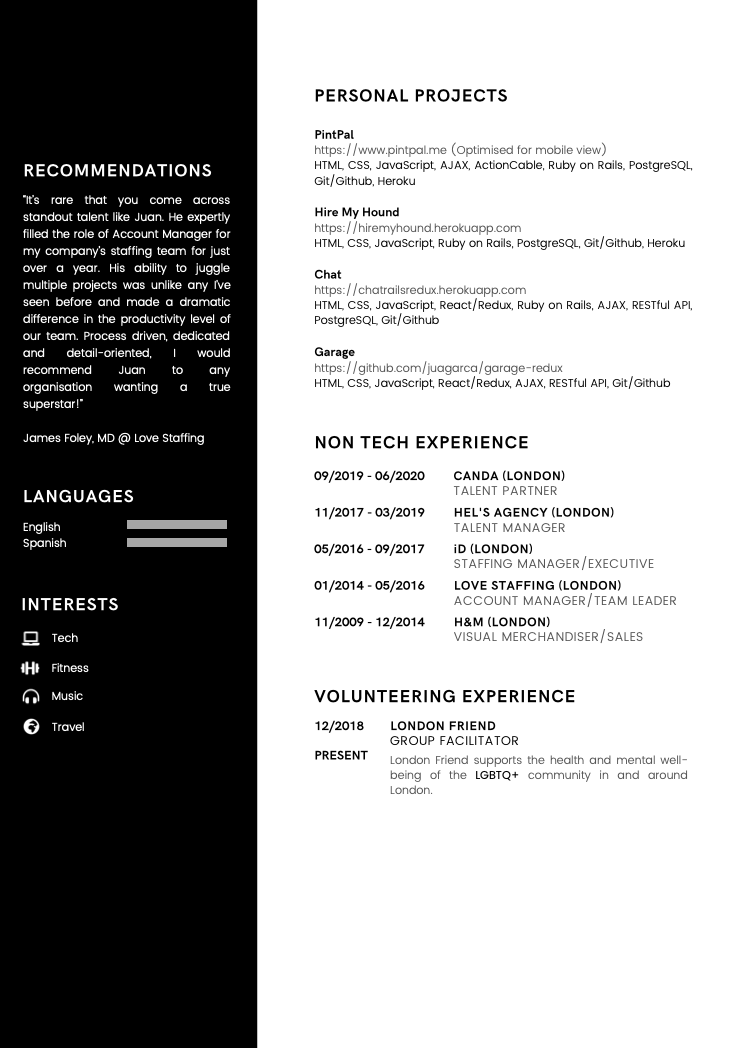 RECOMMENDATIONS
"It's rare that you come across
standout talent like Juan. He expertly
filled the role of Account Manager for
my company's staffing team for just
over a year. His ability to juggle
multiple projects was unlike any I've
seen before and made a dramatic
difference in the productivity level of
our team. Process driven, dedicated
and detail-oriented, I would
recommend Juan to any
organisation wanting a true
superstar!"
James Foley, MD @ Love Staffing
LANGUAGES
English
Spanish
INTERESTS
Tech
Fitness
Music
Travel
PERSONAL PROJECTS
PintPal
https://www.pintpal.me (Optimised for mobile view)
HTML, CSS, JavaScript, AJAX, ActionCable, Ruby on Rails, PostgreSQL,
Git/Github, Heroku
Hire My Hound
https://hiremyhound.herokuapp.com
HTML, CSS, JavaScript, Ruby on Rails, PostgreSQL, Git/Github, Heroku
Chat
https://chatrailsredux.herokuapp.com
HTML, CSS, JavaScript, React/Redux, Ruby on Rails, AJAX, RESTful API,
PostgreSQL, Git/Github
Garage
https://github.com/juagarca/garage-redux
HTML, CSS, JavaScript, React/Redux, AJAX, RESTful API, Git/Github
NON TECH EXPERIENCE
09/2019 - 06/2020 CANDA (LONDON)
TALENT PARTNER
11/2017 - 03/2019 HEL'S AGENCY (LONDON)
TALENT MANAGER
05/2016 - 09/2017 iD (LONDON)
STAFFING MANAGER/EXECUTIVE
01/2014 - 05/2016 LOVE STAFFING (LONDON)
ACCOUNT MANAGER/TEAM LEADER
11/2009 - 12/2014 H&M (LONDON)
VISUAL MERCHANDISER/SALES
VOLUNTEERING EXPERIENCE
12/2018 LONDON FRIEND
GROUP FACILITATOR
PRESENT London Friend supports the health and mental well-
being of the LGBTQ+ community in and around
London.